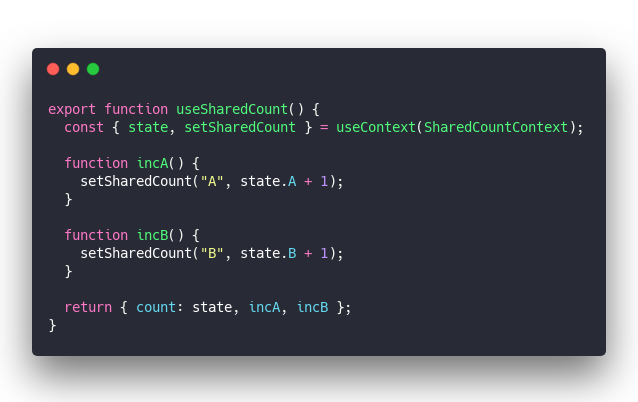 export function useSharedCount() {
  const { state, setSharedCount } = useContext(SharedCountContext);

  function incA() {
    setSharedCount("A", state.A + 1);
  }

  function incB() {
    setSharedCount("B", state.B + 1);
  }

  return { count: state, incA, incB };
}